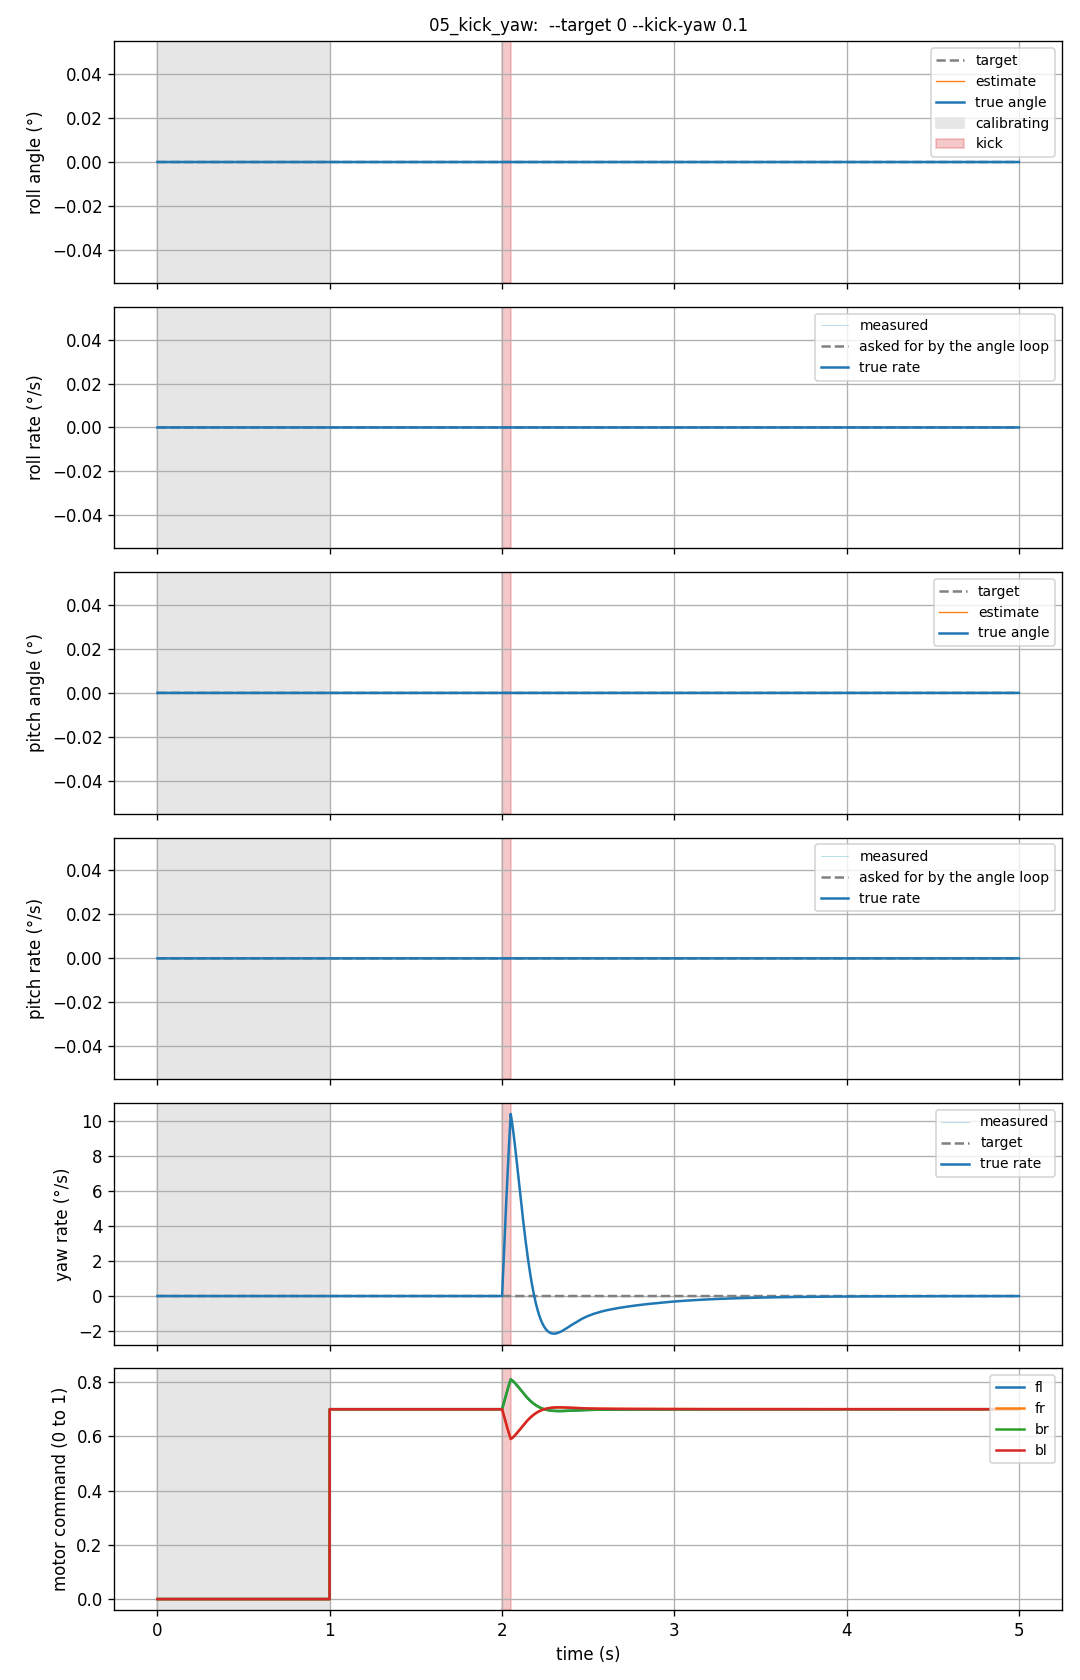 05_kick_yaw:  --target 0 --kick-yaw 0.1
roll angle (°)
0.04
0.02
0.00
−0.02
−0.04
target
estimate
true angle
calibrating
kick
roll rate (°/s)
0.04
0.02
0.00
−0.02
−0.04
measured
asked for by the angle loop
true rate
pitch angle (°)
0.04
0.02
0.00
−0.02
−0.04
target
estimate
true angle
pitch rate (°/s)
0.04
0.02
0.00
−0.02
−0.04
measured
asked for by the angle loop
true rate
yaw rate (°/s)
10
8
6
4
2
0
−2
measured
target
true rate
motor command (0 to 1)
0.8
0.6
0.4
0.2
0.0
fl
fr
br
bl
0 1 2 3 4 5
time (s)